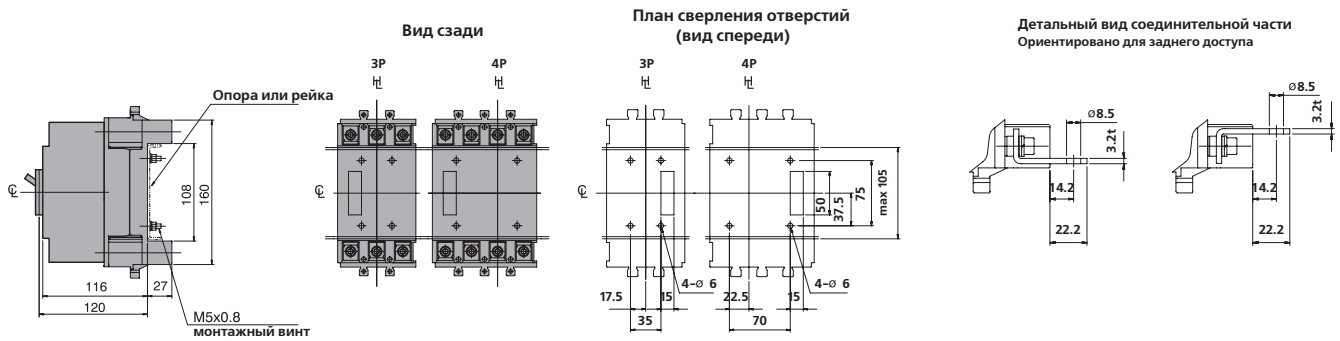 План сверления отверстий
(вид спереди)
Вид сзади
Детальный вид соединительной части
Ориентировано для заднего доступа
3P
4P
3P
4P
Опора или рейка
ø8.5
ø8.5
3.2t
3.2t
108
160
50
37.5
75
max 105
14.2
14.2
22.2
22.2
4-ø 6
4-ø 6
116
27
17.5
15
22.5
15
120
35
70
M5x0.8
монтажный винт